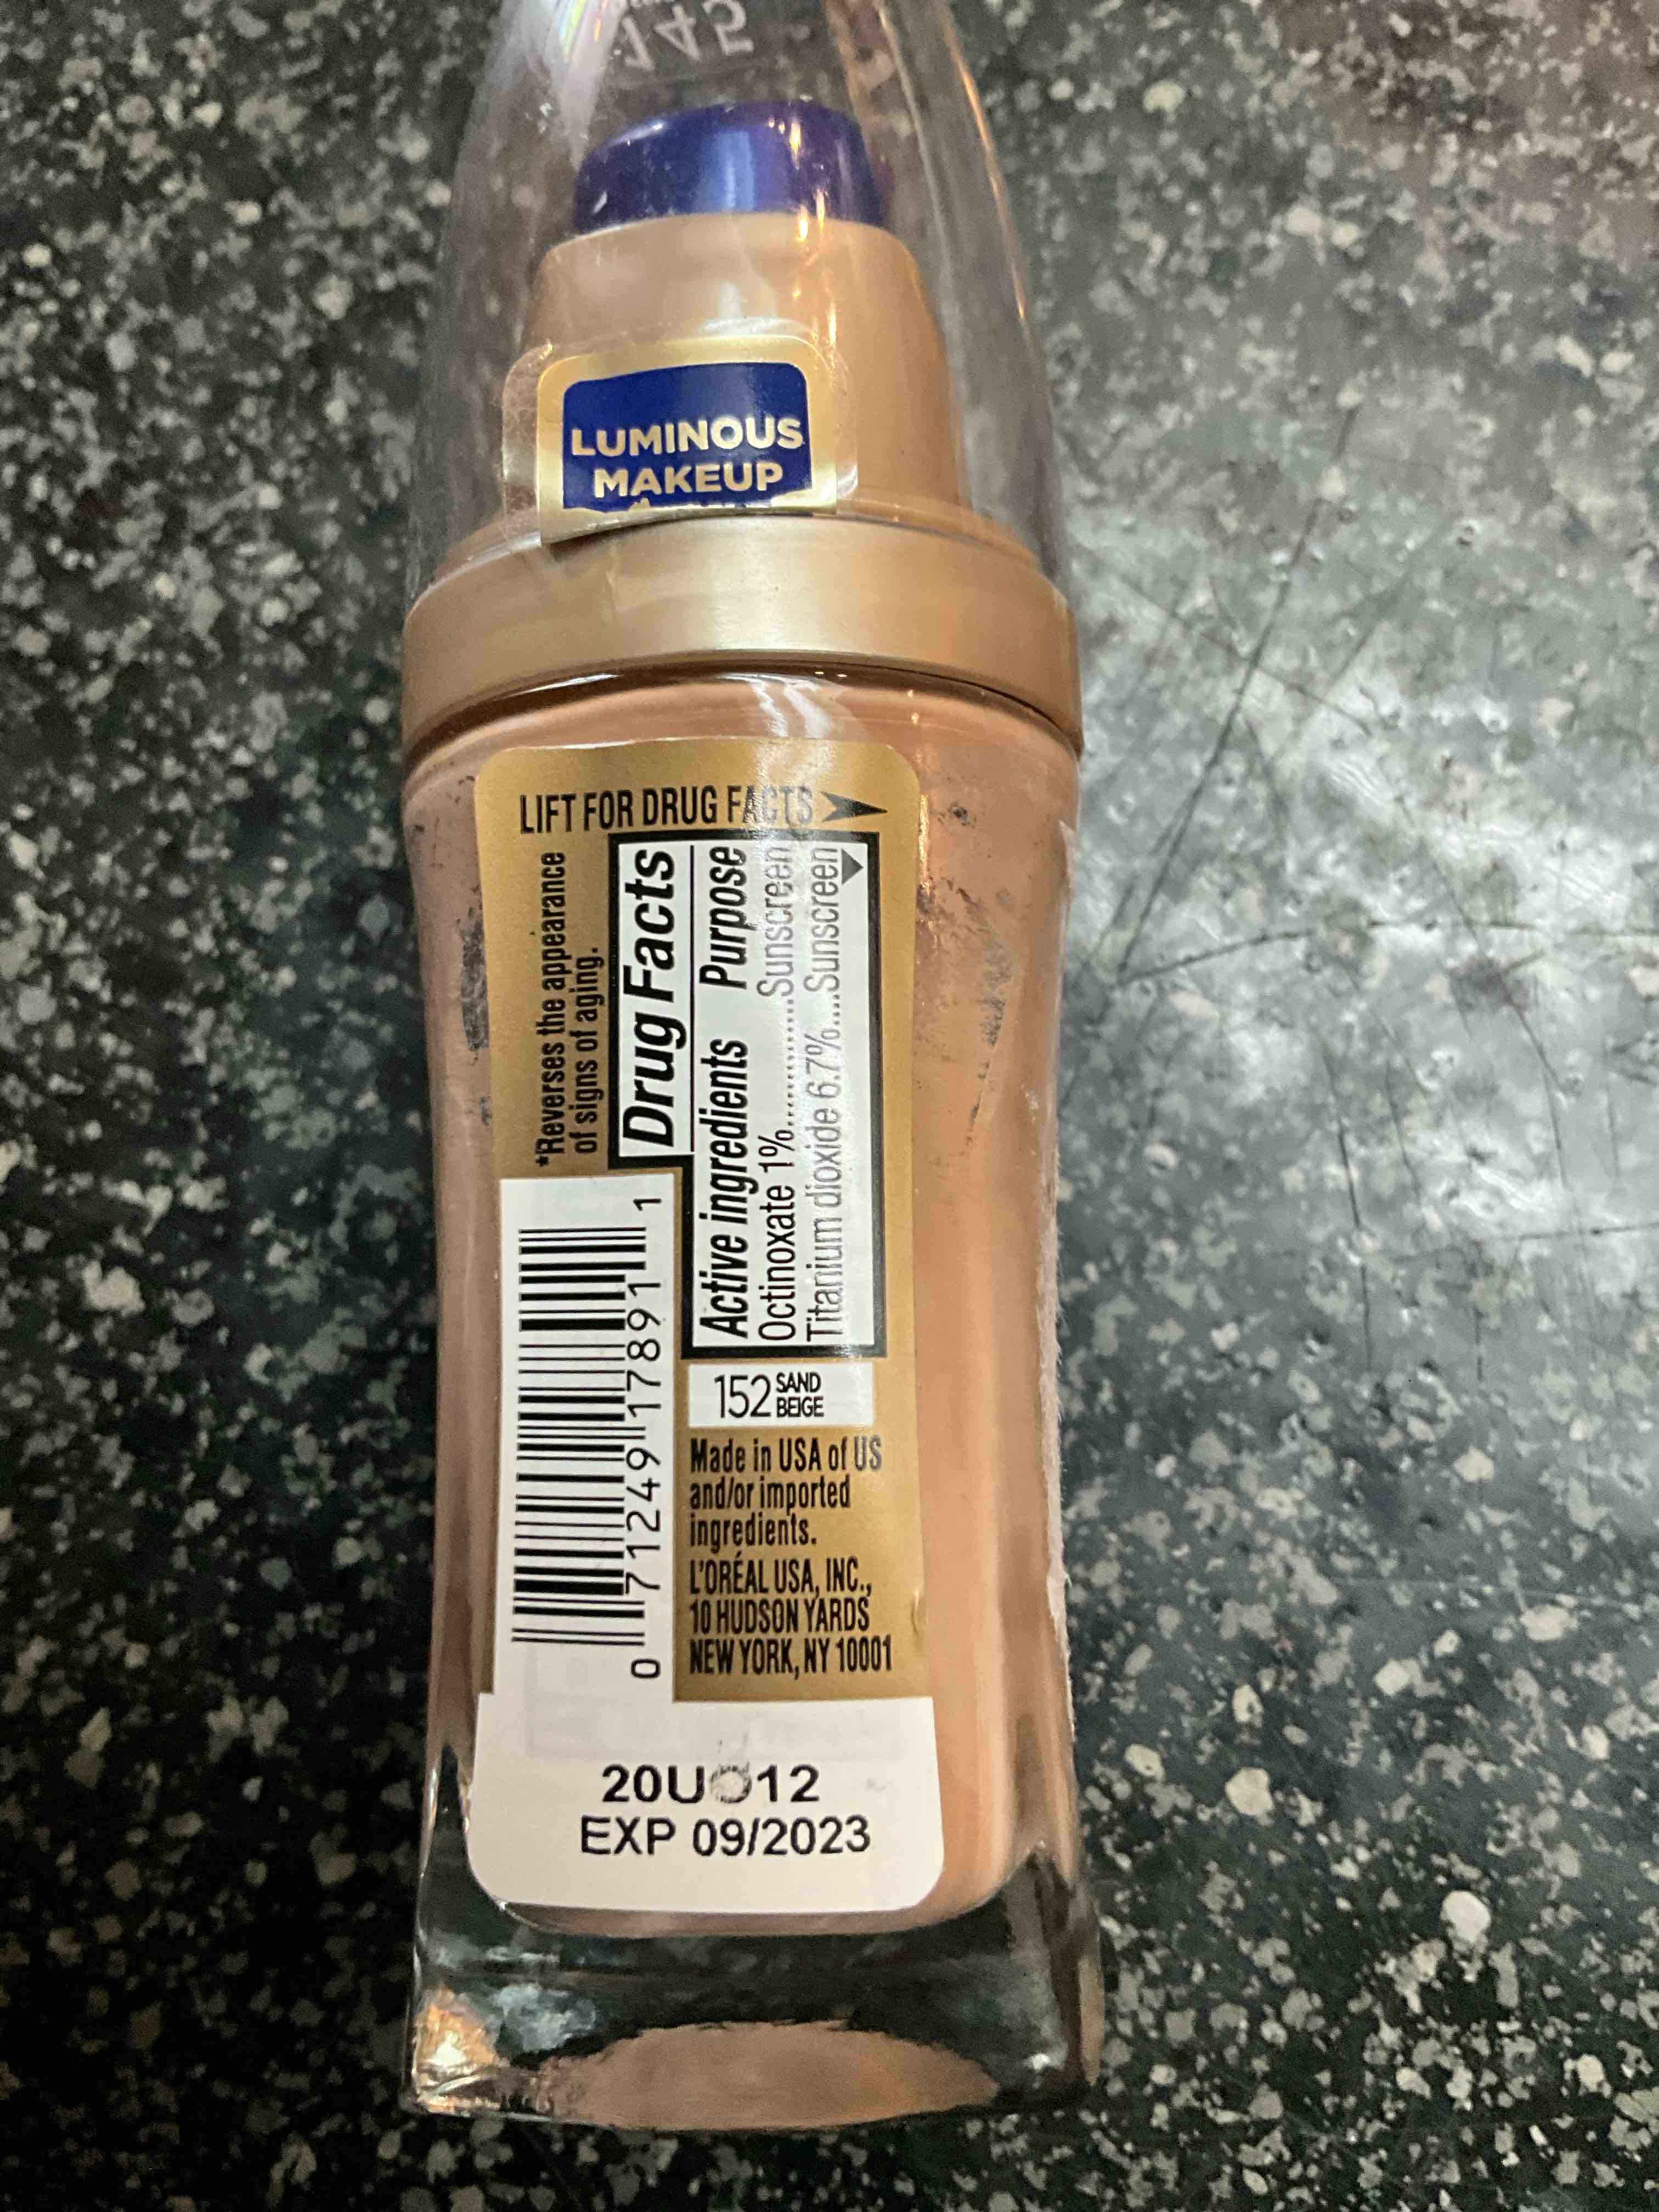 LUMINOUS
MAKEUP
LIFT FOR DRUG FACTS
*Reverses the appearance
of signs of aging.
Drug Facts
Active ingredients Purpose
Octinoxate 1%..............Sunscreen
Titanium dioxide 6.7%....Sunscreen
0 71249 17891 1
152 SAND
BEIGE
Made in USA of US
and/or imported
ingredients.
L'ORÉAL USA, INC.,
10 HUDSON YARDS
NEW YORK, NY 10001
EXP 09/2023